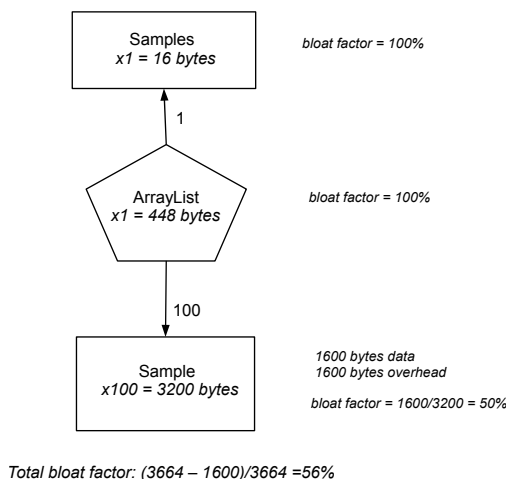 Samples
x1 = 16 bytes
bloat factor = 100%
1
ArrayList
x1 = 448 bytes
bloat factor = 100%
100
Sample
x100 = 3200 bytes
1600 bytes data
1600 bytes overhead
bloat factor = 1600/3200 = 50%
Total bloat factor: (3664 – 1600)/3664 =56%